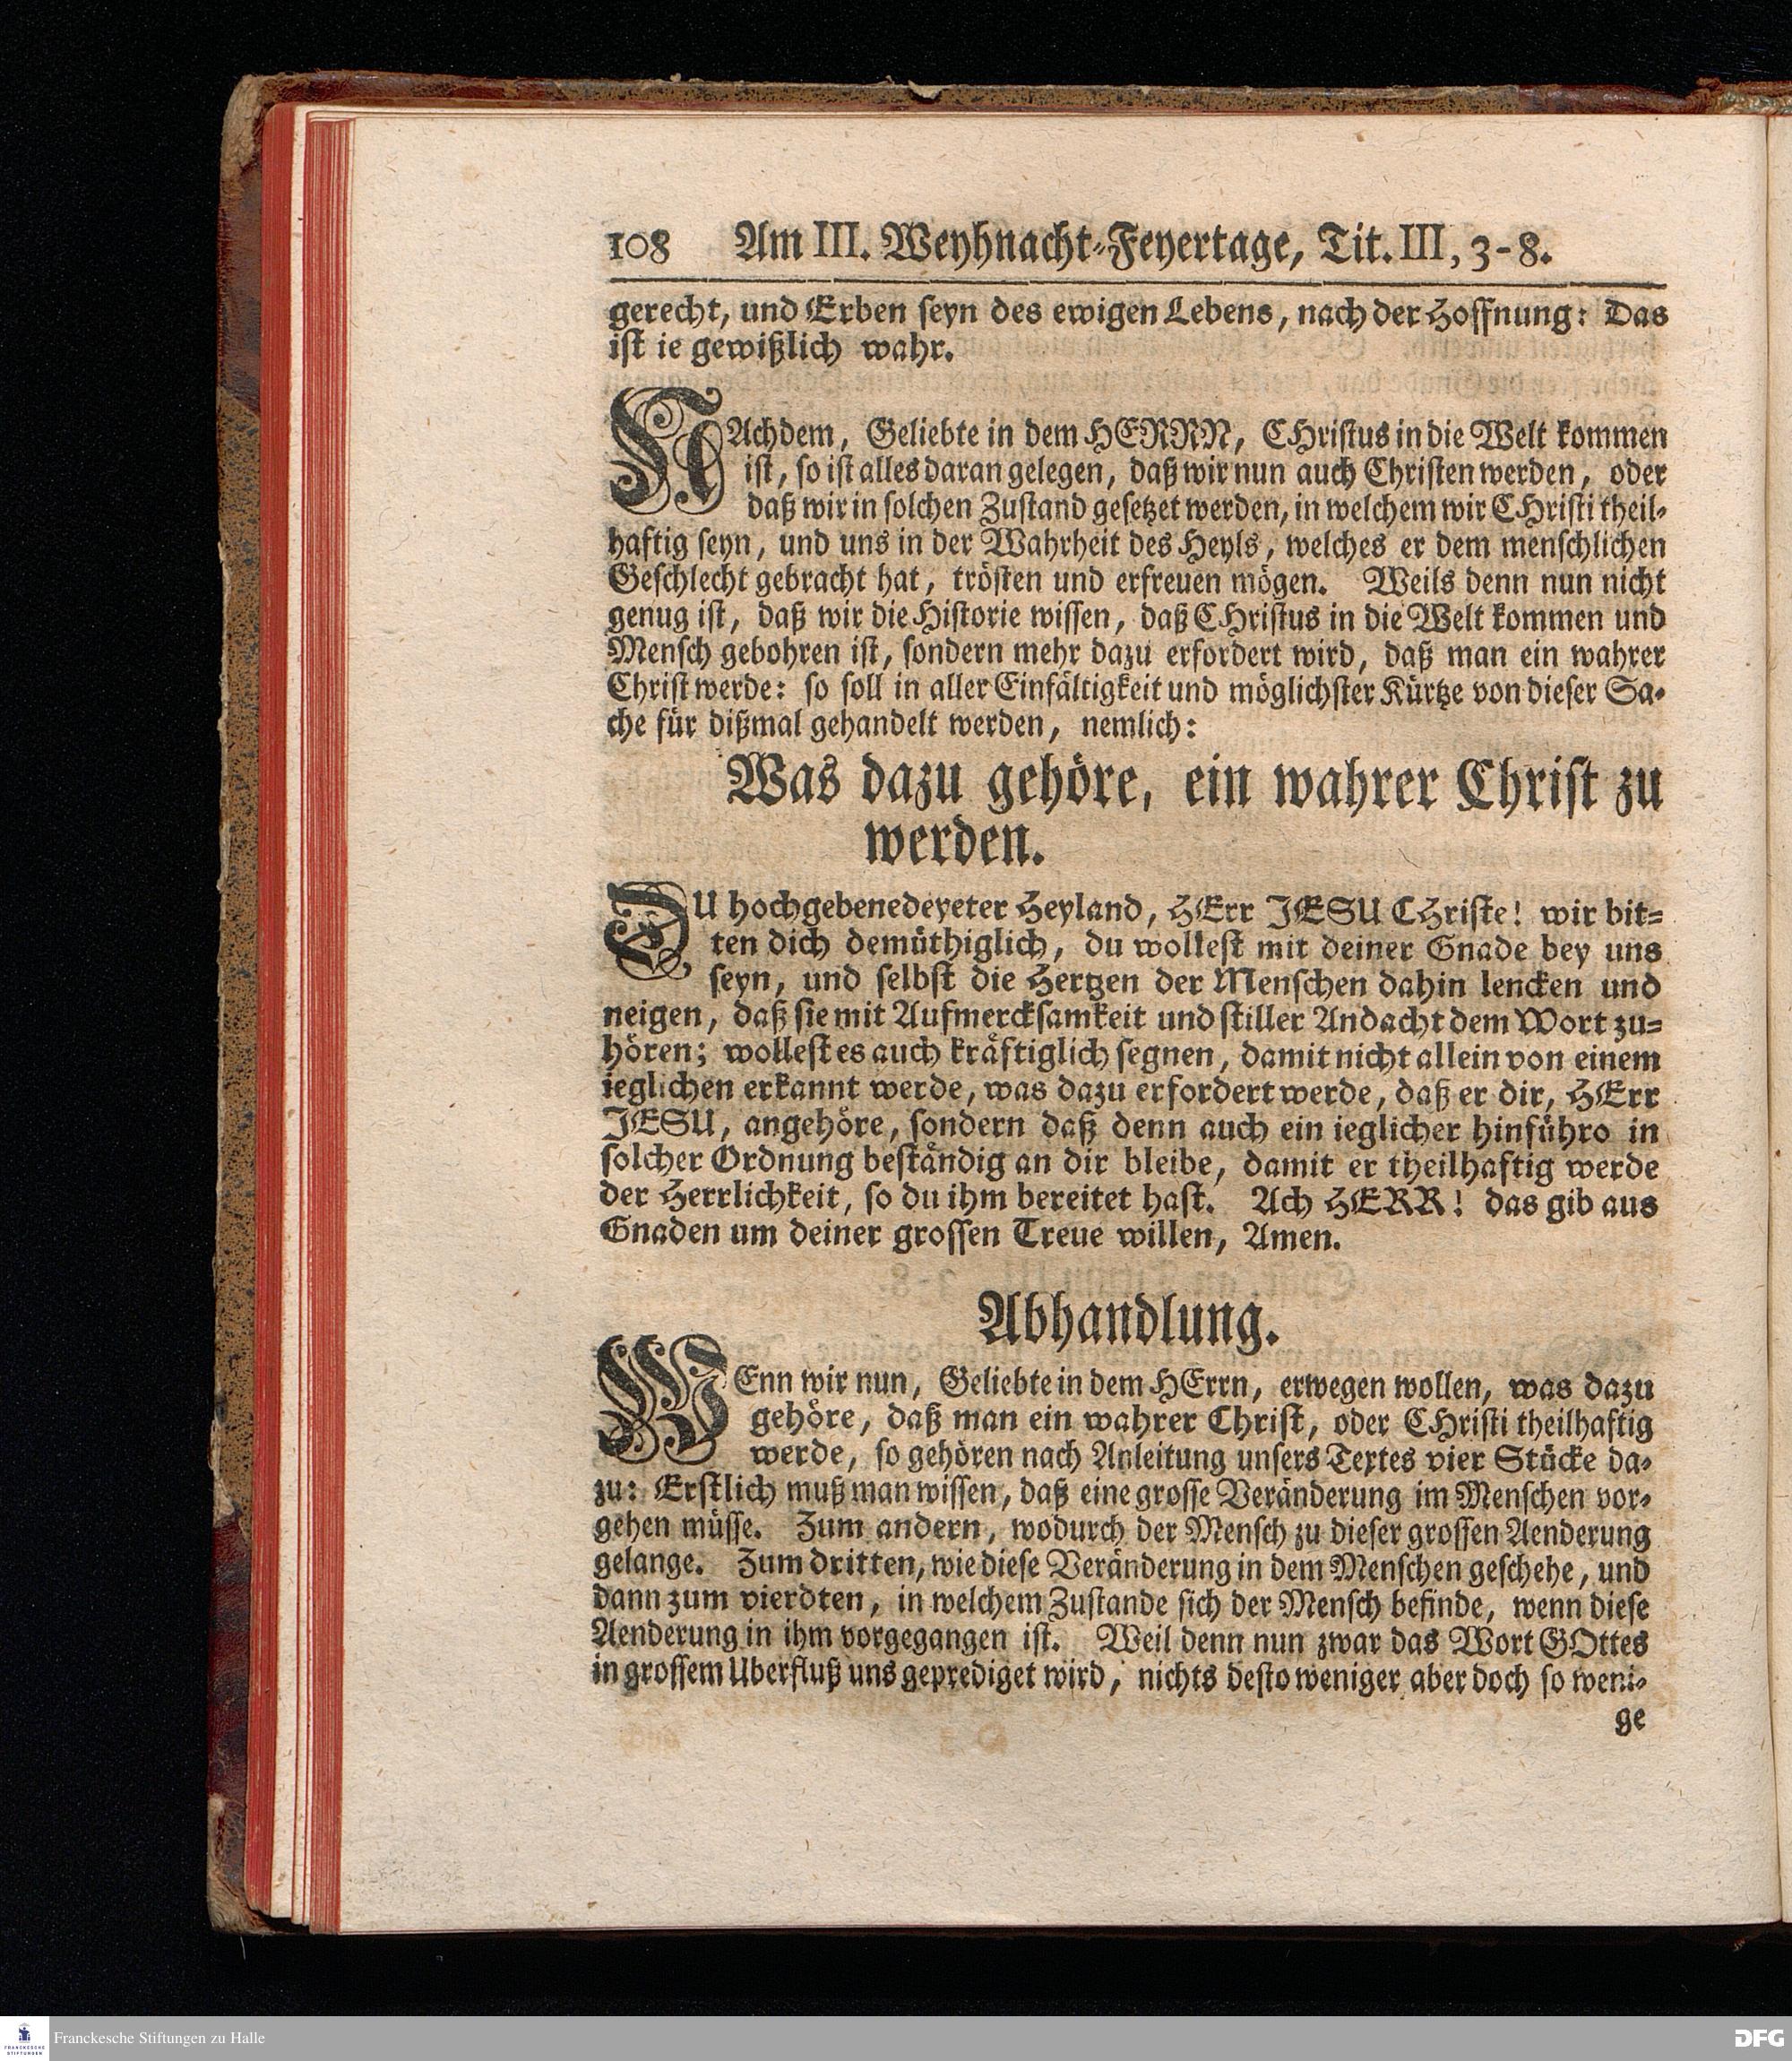 108 Am III. Weyhnacht-Feyertage, Tit. III, 3-8.
gerecht, und Erben seyn des ewigen Lebens, nach der Hoffnung: Das
ist ie gewißlich wahr.
NAchdem, Geliebte in dem HERRN, CHristus in die Welt kommen
ist, so ist alles daran gelegen, daß wir nun auch Christen werden, oder
daß wir in solchen Zustand gesetzet werden, in welchem wir CHristi theil-
haftig seyn, und uns in der Wahrheit des Heyls, welches er dem menschlichen
Geschlecht gebracht hat, trösten und erfreuen mögen. Weils denn nun nicht
genug ist, daß wir die Historie wissen, daß CHristus in die Welt kommen und
Mensch gebohren ist, sondern mehr dazu erfordert wird, daß man ein wahrer
Christ werde: so soll in aller Einfältigkeit und möglichster Kürtze von dieser Sa-
che für dißmal gehandelt werden, nemlich:
Was dazu gehöre, ein wahrer Christ zu
werden.
DU hochgebenedeyeter Heyland, HErr JESU CHriste! wir bit-
ten dich demüthiglich, du wollest mit deiner Gnade bey uns
seyn, und selbst die Hertzen der Menschen dahin lencken und
neigen, daß sie mit Aufmercksamkeit und stiller Andacht dem Wort zu-
hören; wollest es auch kräftiglich segnen, damit nicht allein von einem
ieglichen erkannt werde, was dazu erfordert werde, daß er dir, HErr
JESU, angehöre, sondern daß denn auch ein ieglicher hinführo in
solcher Ordnung beständig an dir bleibe, damit er theilhaftig werde
der Herrlichkeit, so du ihm bereitet hast. Ach HERR! das gib aus
Gnaden um deiner grossen Treue willen, Amen.
Abhandlung.
WEnn wir nun, Geliebte in dem HErrn, erwegen wollen, was dazu
gehöre, daß man ein wahrer Christ, oder CHristi theilhaftig
werde, so gehören nach Anleitung unsers Textes vier Stücke da-
zu: Erstlich muß man wissen, daß eine grosse Veränderung im Menschen vor-
gehen müsse. Zum andern, wodurch der Mensch zu dieser grossen Aenderung
gelange. Zum dritten, wie diese Veränderung in dem Menschen geschehe, und
dann zum vierdten, in welchem Zustande sich der Mensch befinde, wenn diese
Aenderung in ihm vorgegangen ist. Weil denn nun zwar das Wort GOttes
in grossem Uberfluß uns geprediget wird, nichts desto weniger aber doch so weni-
ge
FRANCKESCHE
STIFTUNGEN
Franckesche Stiftungen zu Halle
DFG